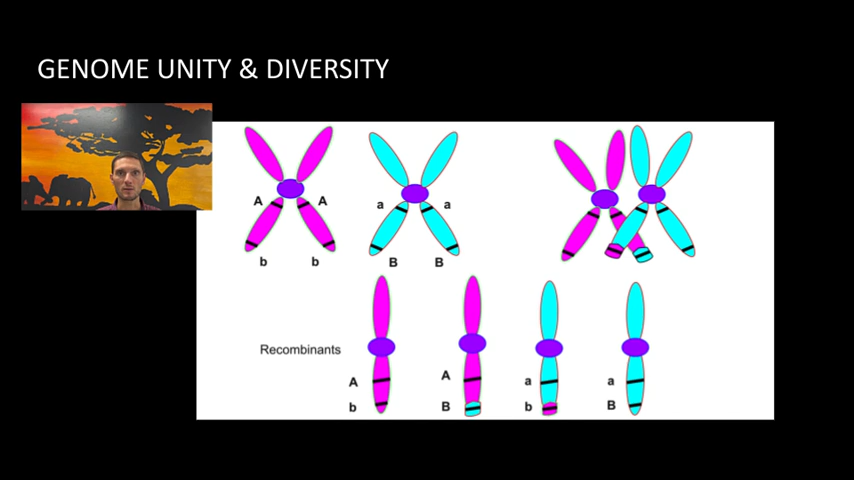 GENOME UNITY & DIVERSITY
A A a a
b b B B
Recombinants
A A a a
b B b B